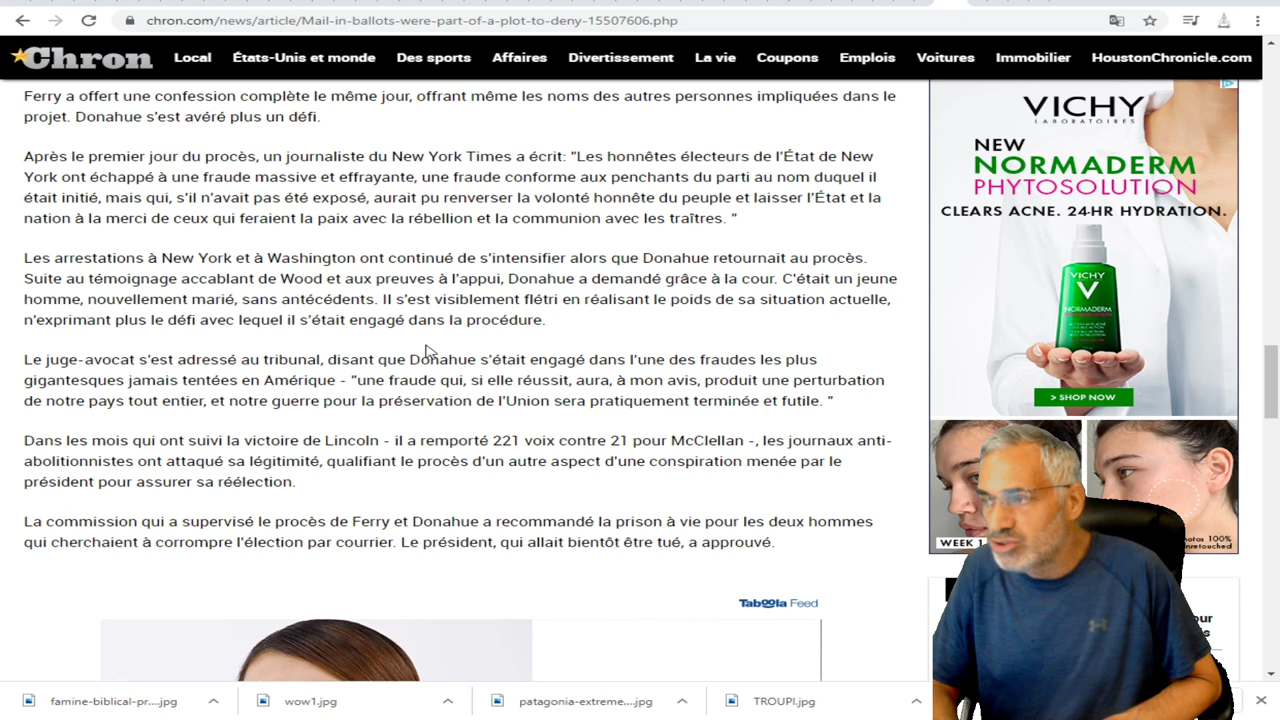 chron.com/news/article/Mail-in-ballots-were-part-of-a-plot-to-deny-15507606.php
Chron Local États-Unis et monde Des sports Affaires Divertissement La vie Coupons Emplois Voitures Immobilier HoustonChronicle.com
Ferry a offert une confession complète le même jour, offrant même les noms des autres personnes impliquées dans le
projet. Donahue s'est avéré plus un défi.
Après le premier jour du procès, un journaliste du New York Times a écrit: "Les honnêtes électeurs de l'État de New
York ont échappé à une fraude massive et effrayante, une fraude conforme aux penchants du parti au nom duquel il
était initié, mais qui, s'il n'avait pas été exposé, aurait pu renverser la volonté honnête du peuple et laisser l'État et la
nation à la merci de ceux qui feraient la paix avec la rébellion et la communion avec les traîtres. "
Les arrestations à New York et à Washington ont continué de s'intensifier alors que Donahue retournait au procès.
Suite au témoignage accablant de Wood et aux preuves à l'appui, Donahue a demandé grâce à la cour. C'était un jeune
homme, nouvellement marié, sans antécédents. Il s'est visiblement flétri en réalisant le poids de sa situation actuelle,
n'exprimant plus le défi avec lequel il s'était engagé dans la procédure.
Le juge-avocat s'est adressé au tribunal, disant que Donahue s'était engagé dans l'une des fraudes les plus
gigantesques jamais tentées en Amérique - "une fraude qui, si elle réussit, aura, à mon avis, produit une perturbation
de notre pays tout entier, et notre guerre pour la préservation de l'Union sera pratiquement terminée et futile. "
Dans les mois qui ont suivi la victoire de Lincoln - il a remporté 221 voix contre 21 pour McClellan -, les journaux anti-
abolitionnistes ont attaqué sa légitimité, qualifiant le procès d'un autre aspect d'une conspiration menée par le
président pour assurer sa réélection.
La commission qui a supervisé le procès de Ferry et Donahue a recommandé la prison à vie pour les deux hommes
qui cherchaient à corrompre l'élection par courrier. Le président, qui allait bientôt être tué, a approuvé.
Taboola Feed
VICHY
LABORATOIRES
NEW
NORMADERM
PHYTOSOLUTION
CLEARS ACNE. 24-HR HYDRATION.
VICHY
V
NORMADERM
> SHOP NOW
WEEK 1
100%
famine-biblical-pr....jpg
wow1.jpg
patagonia-extreme....jpg
TROUPI.jpg